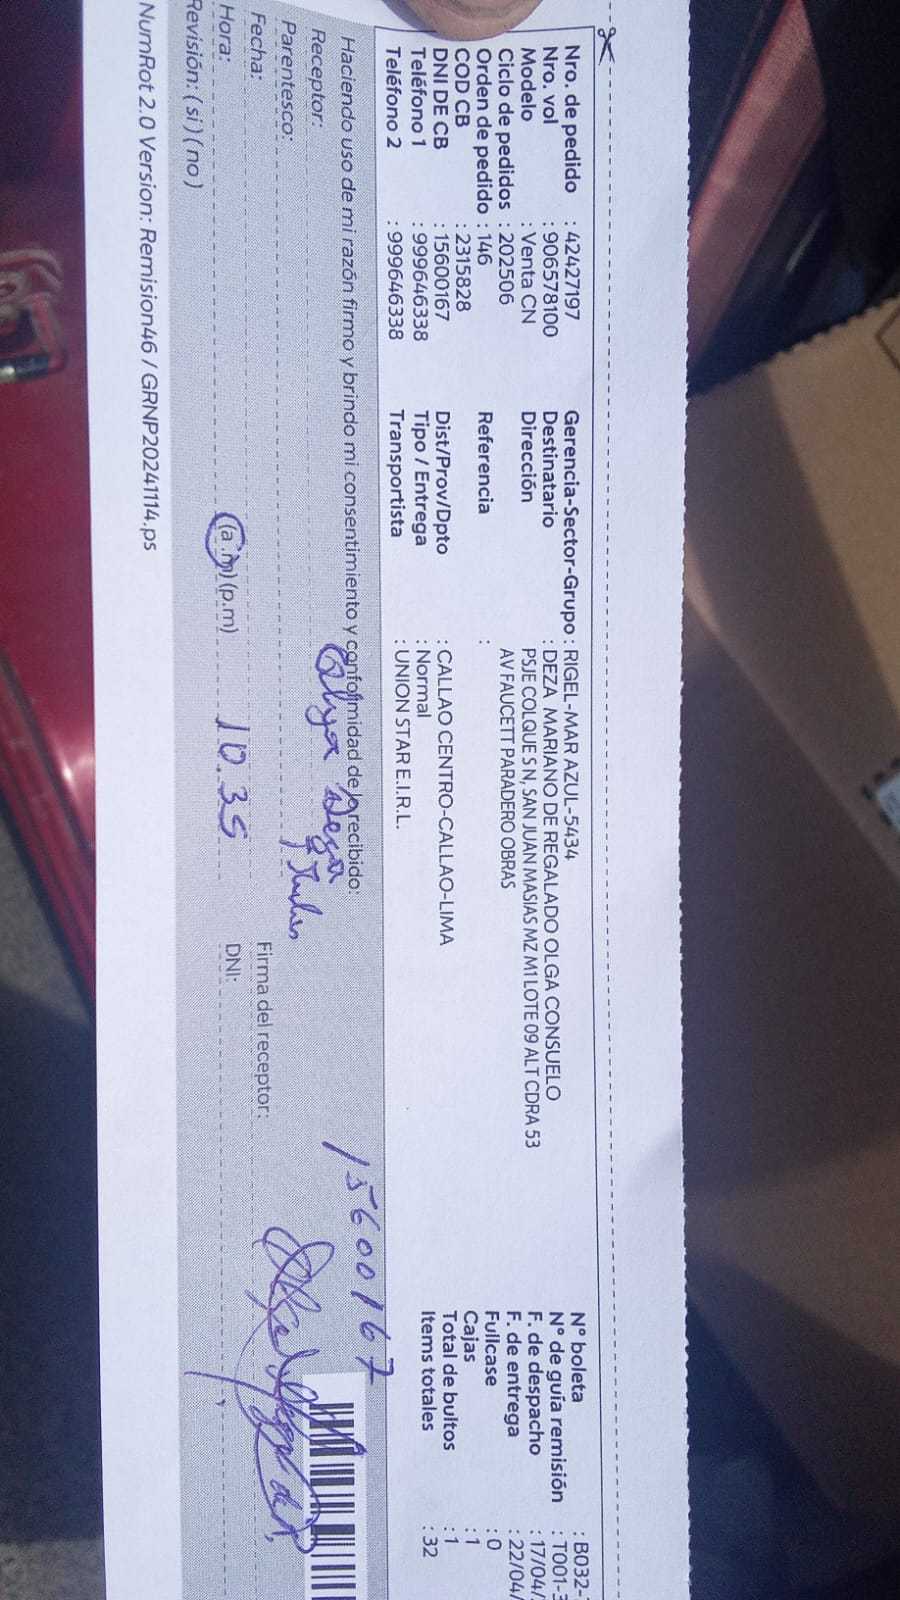 Nro. de pedido : 42427197 Gerencia-Sector-Grupo : RIGEL-MAR AZUL-5434 N° boleta : B032-
Nro. vol : 906578100 Destinatario : DEZA MARIANO DE REGALADO OLGA CONSUELO N° de guía remisión : T001-3
Modelo : Venta CN Dirección PSJE COLQUE S N. SAN JUAN MASIAS MZ M1 LOTE 09 ALT CDRA 53 F. de despacho : 17/04/
Ciclo de pedidos : 202506 AV FAUCETT PARADERO OBRAS F. de entrega : 22/04/
Orden de pedido : 146 Referencia : Fullcase : 0
COD CB : 2315828 Cajas : 1
DNI DE CB : 15600167 Dist/Prov/Dpto : CALLAO CENTRO-CALLAO-LIMA Total de bultos : 1
Teléfono 1 : 999646338 Tipo / Entrega : Normal Items totales : 32
Teléfono 2 : 999646338 Transportista : UNION STAR E.I.R.L.
Haciendo uso de mi razón firmo y brindo mi consentimiento y conformidad de lo recibido:
Receptor: Olga Deza 15600167
Parentesco: Titular
Fecha: Firma del receptor:
Hora: (a.m) (p.m) 10.35 DNI:
Revisión: ( si ) ( no )
NumRot 2.0 Version: Remision46 / GRNP20241114.ps